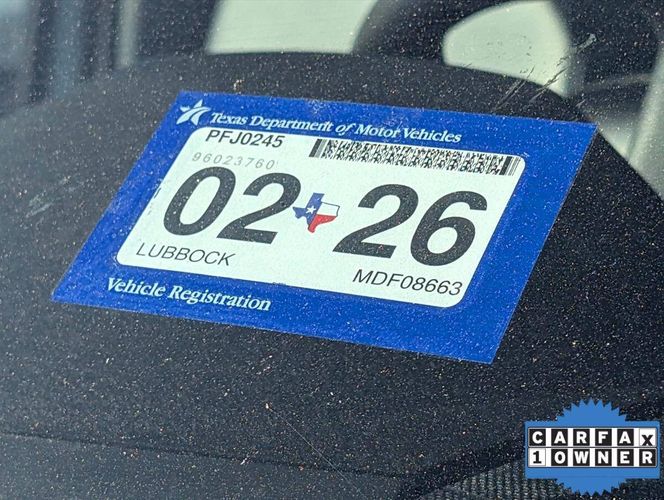 Texas Department of Motor Vehicles
PFJ0245
96023760
02 26
LUBBOCK
MDF08663
Vehicle Registration
CARFAX
1 OWNER